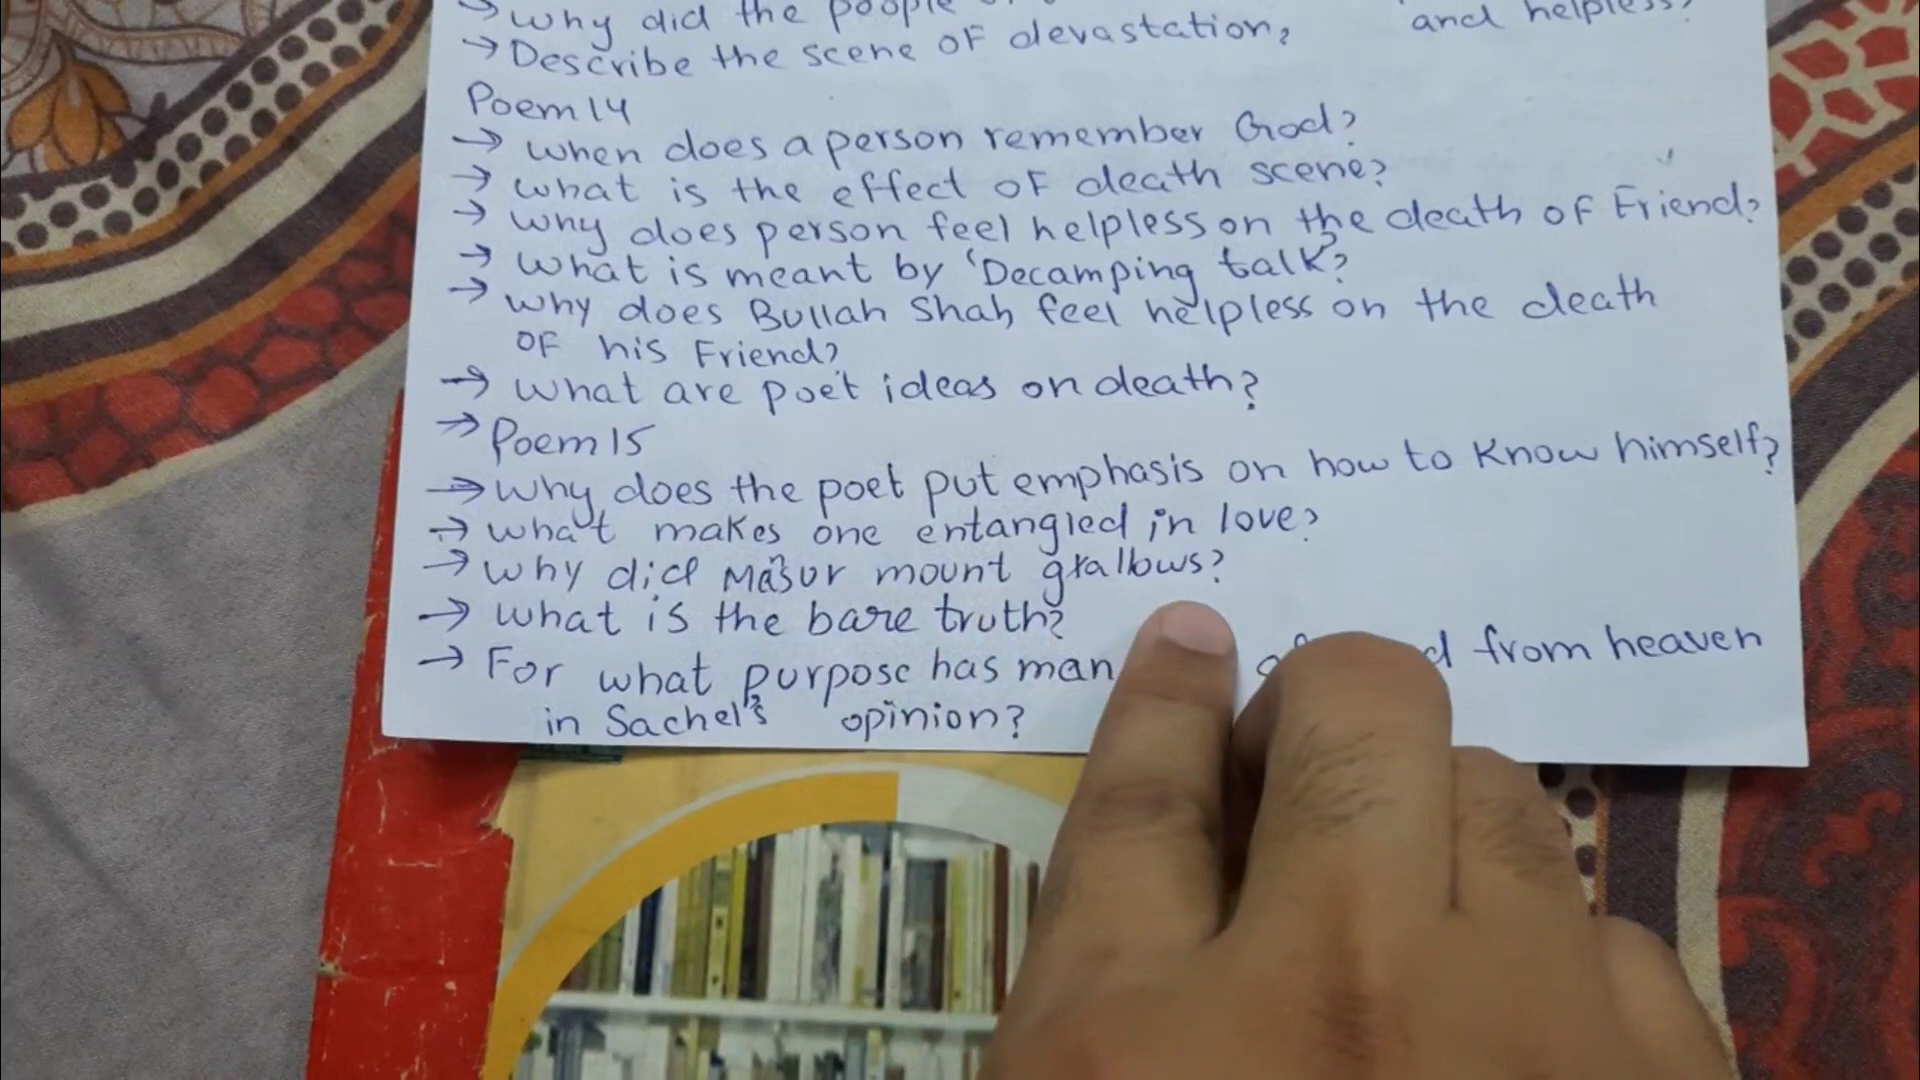 → Why did the people
and helpless?
→ Describe the scene of devastation?
Poem 14
→ when does a person remember God?
→ what is the effect of death scene?
→ why does person feel helpless on the death of Friend?
→ what is meant by 'Decamping talk'?
→ why does Bullah Shah feel helpless on the death
of his Friend?
→ what are poet ideas on death?
→ Poem 15
→ why does the poet put emphasis on how to know himself?
→ what makes one entangled in love?
→ why did mount
→ what is the bare truth?
→ For what purpose has man from heaven
in Sachel's opinion?